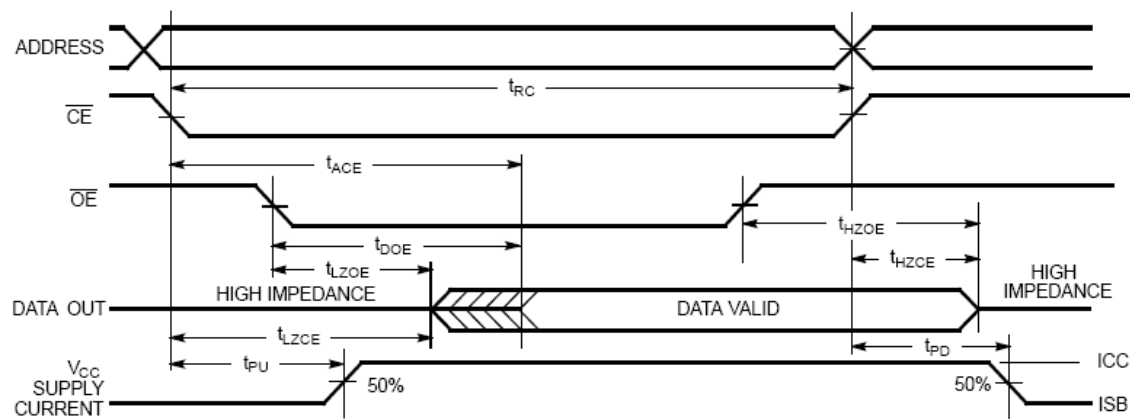 ADDRESS
tRC
CE
tACE
OE
tHZOE
tDOE
tHZCE
tLZOE
HIGH IMPEDANCE
HIGH
IMPEDANCE
DATA OUT
DATA VALID
tLZCE
tPU
tPD
VCC
SUPPLY
CURRENT
50%
50%
ICC
ISB